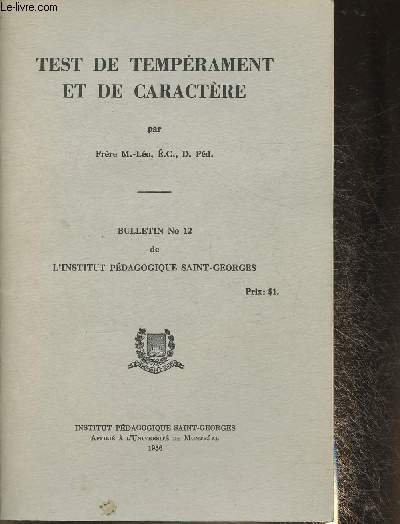 www.le-livre.com
TEST DE TEMPÉRAMENT
ET DE CARACTÈRE
par
Frère M.-Léo, É.C., D. Péd.
BULLETIN No 12
de
L'INSTITUT PÉDAGOGIQUE SAINT-GEORGES
Prix: $1.
INSTITUT PÉDAGOGIQUE SAINT-GEORGES
AFFILIÉ À L'UNIVERSITÉ DE MONTRÉAL